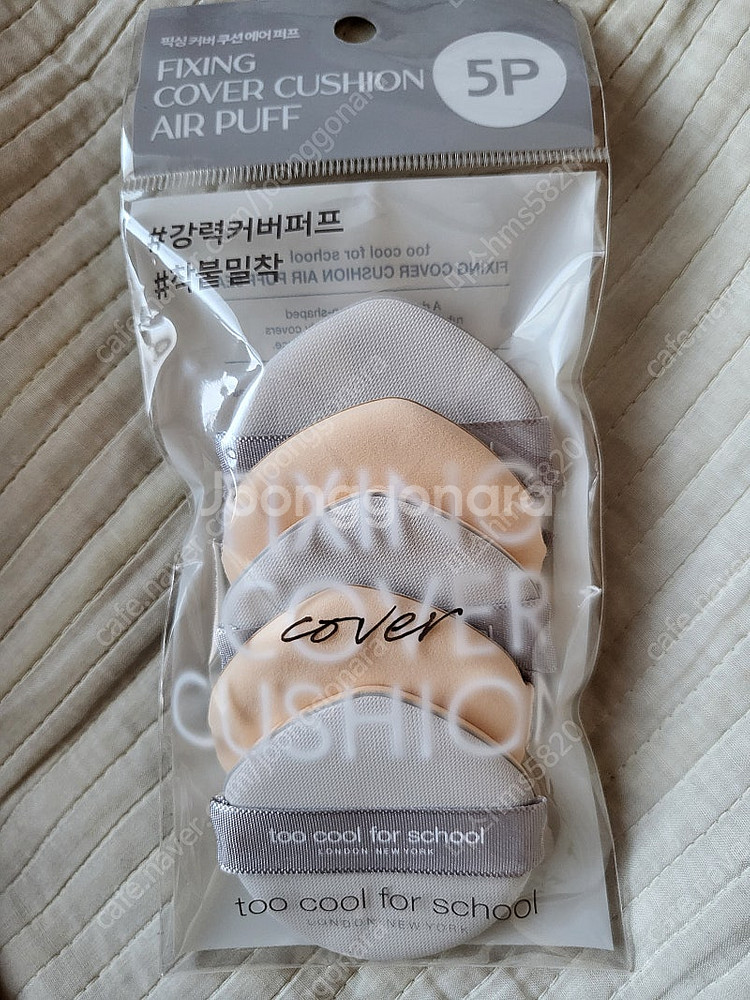 픽싱 커버 쿠션 에어 퍼프
FIXING
COVER CUSHION
AIR PUFF
5P
#강력커버퍼프
#착붙밀착
too cool for school
FIXING COVER CUSHION AIR PUFF
Joonggonara
FIXING
COVER
CUSHION
cover
too cool for school
LONDON NEW YORK
too cool for school
LONDON NEW YORK